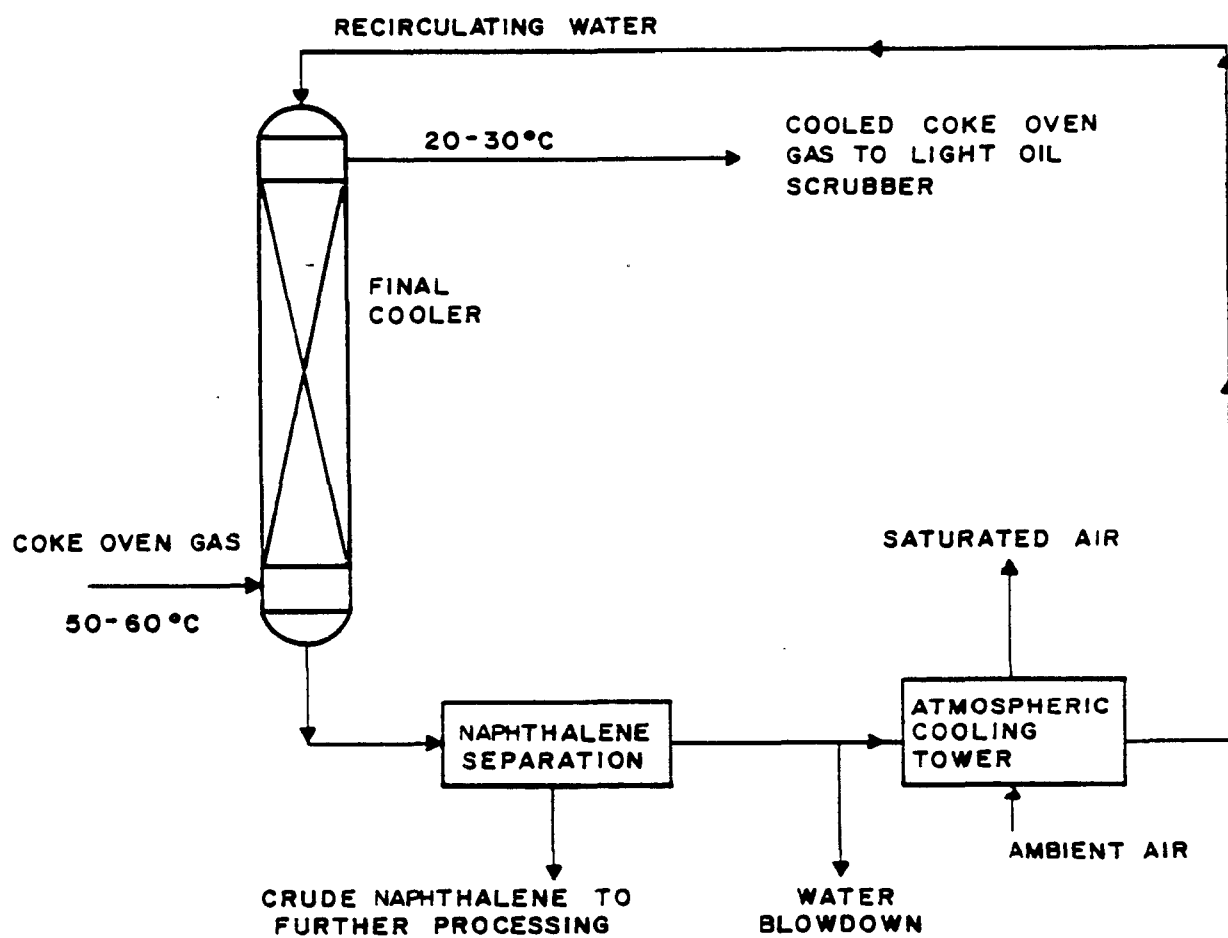 RECIRCULATING WATER
20-30°C
COOLED COKE OVEN
GAS TO LIGHT OIL
SCRUBBER
FINAL
COOLER
COKE OVEN GAS
50-60°C
SATURATED AIR
NAPHTHALENE
SEPARATION
ATMOSPHERIC
COOLING
TOWER
AMBIENT AIR
CRUDE NAPHTHALENE TO
FURTHER PROCESSING
WATER
BLOWDOWN